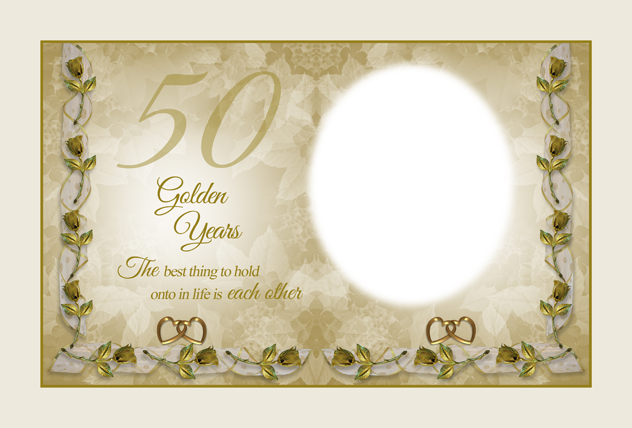 50
Golden
Years
The best thing to hold
onto in life is each other